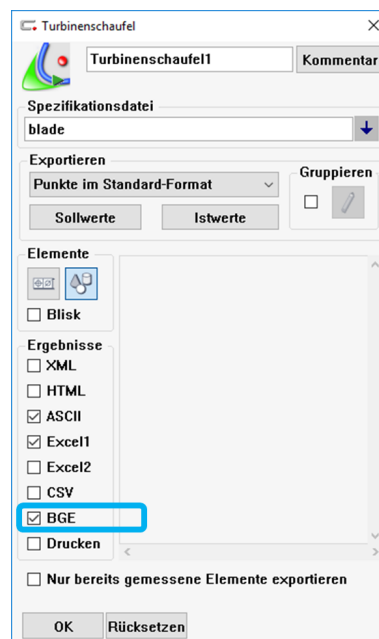 Turbinenschaufel
Turbinenschaufel1 Kommentar
Spezifikationsdatei
blade
Exportieren
Gruppieren
Punkte im Standard-Format
Sollwerte Istwerte
Elemente
Blisk
Ergebnisse
XML
HTML
ASCII
Excel1
Excel2
CSV
BGE
Drucken
Nur bereits gemessene Elemente exportieren
OK Rücksetzen